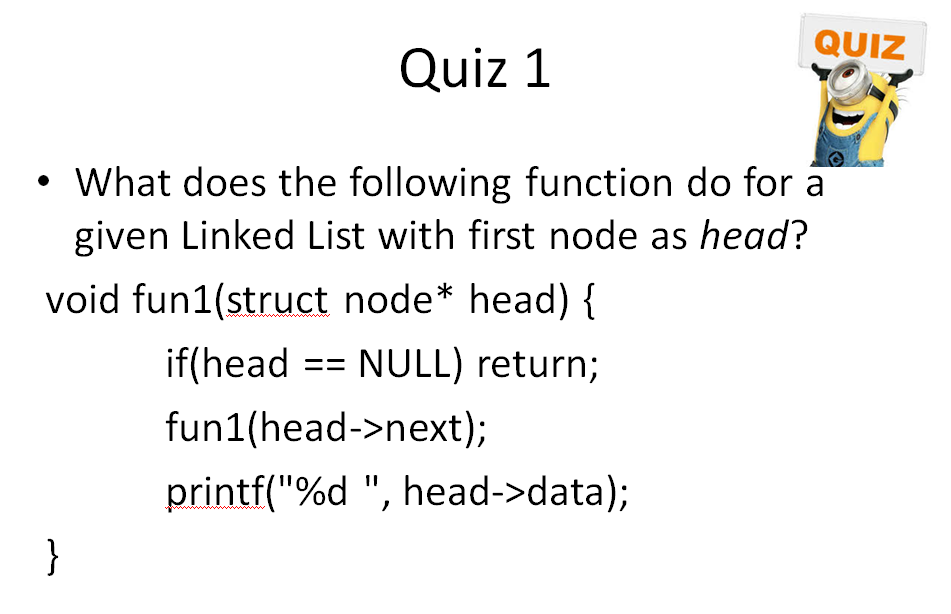 QUIZ
Quiz 1
• What does the following function do for a
given Linked List with first node as head?
void fun1(struct node* head) {
if(head == NULL) return;
fun1(head->next);
printf("%d ", head->data);
}